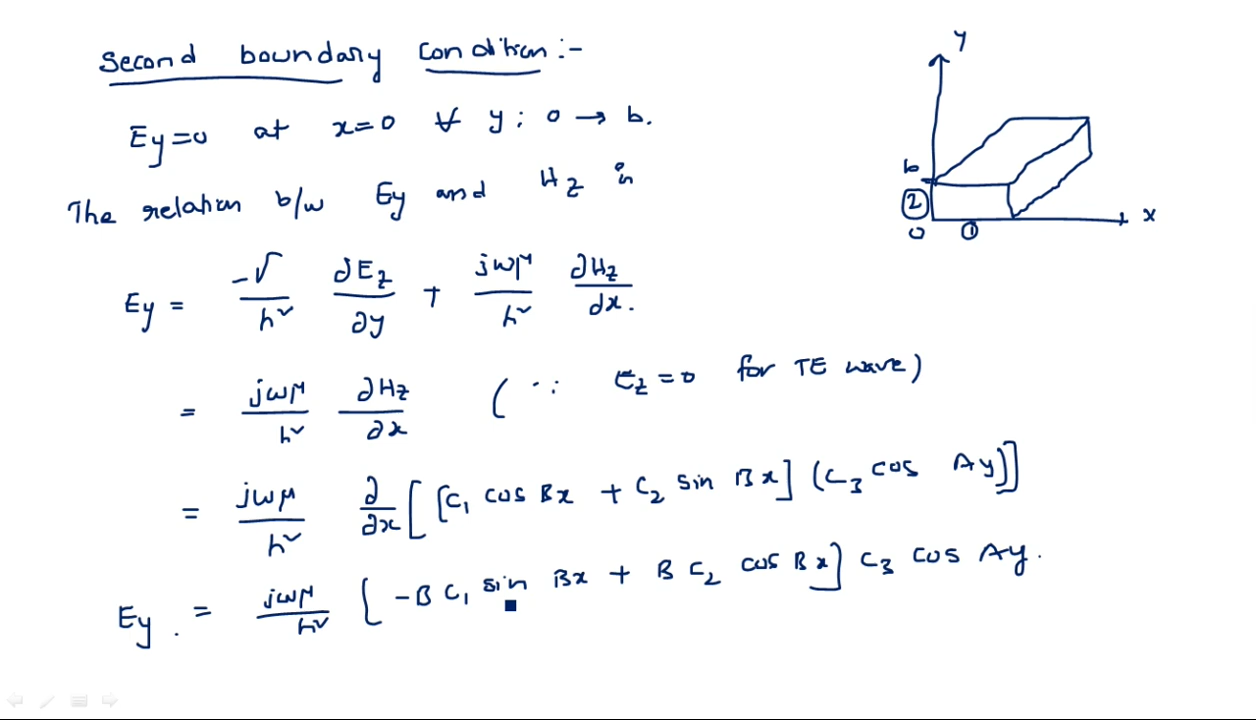 Second boundary condition :-
Ey=0 at x=0 ∀ y; 0 → b.
The relation b/w Ey and Hz is
Ey = -√/h² ∂Ez/∂y + jωμ/h² ∂Hz/dx.
= jωμ/h² ∂Hz/∂x (∵ Ez=0 for TE wave)
= jωμ/h² ∂/∂x [[C₁ cos Bx + C₂ sin Bx] (C₃ cos Ay)]
Ey. = jωμ/h² [-B C₁ sin Bx + B C₂ cos Bx] C₃ cos Ay.
y
b
②
0 ① x